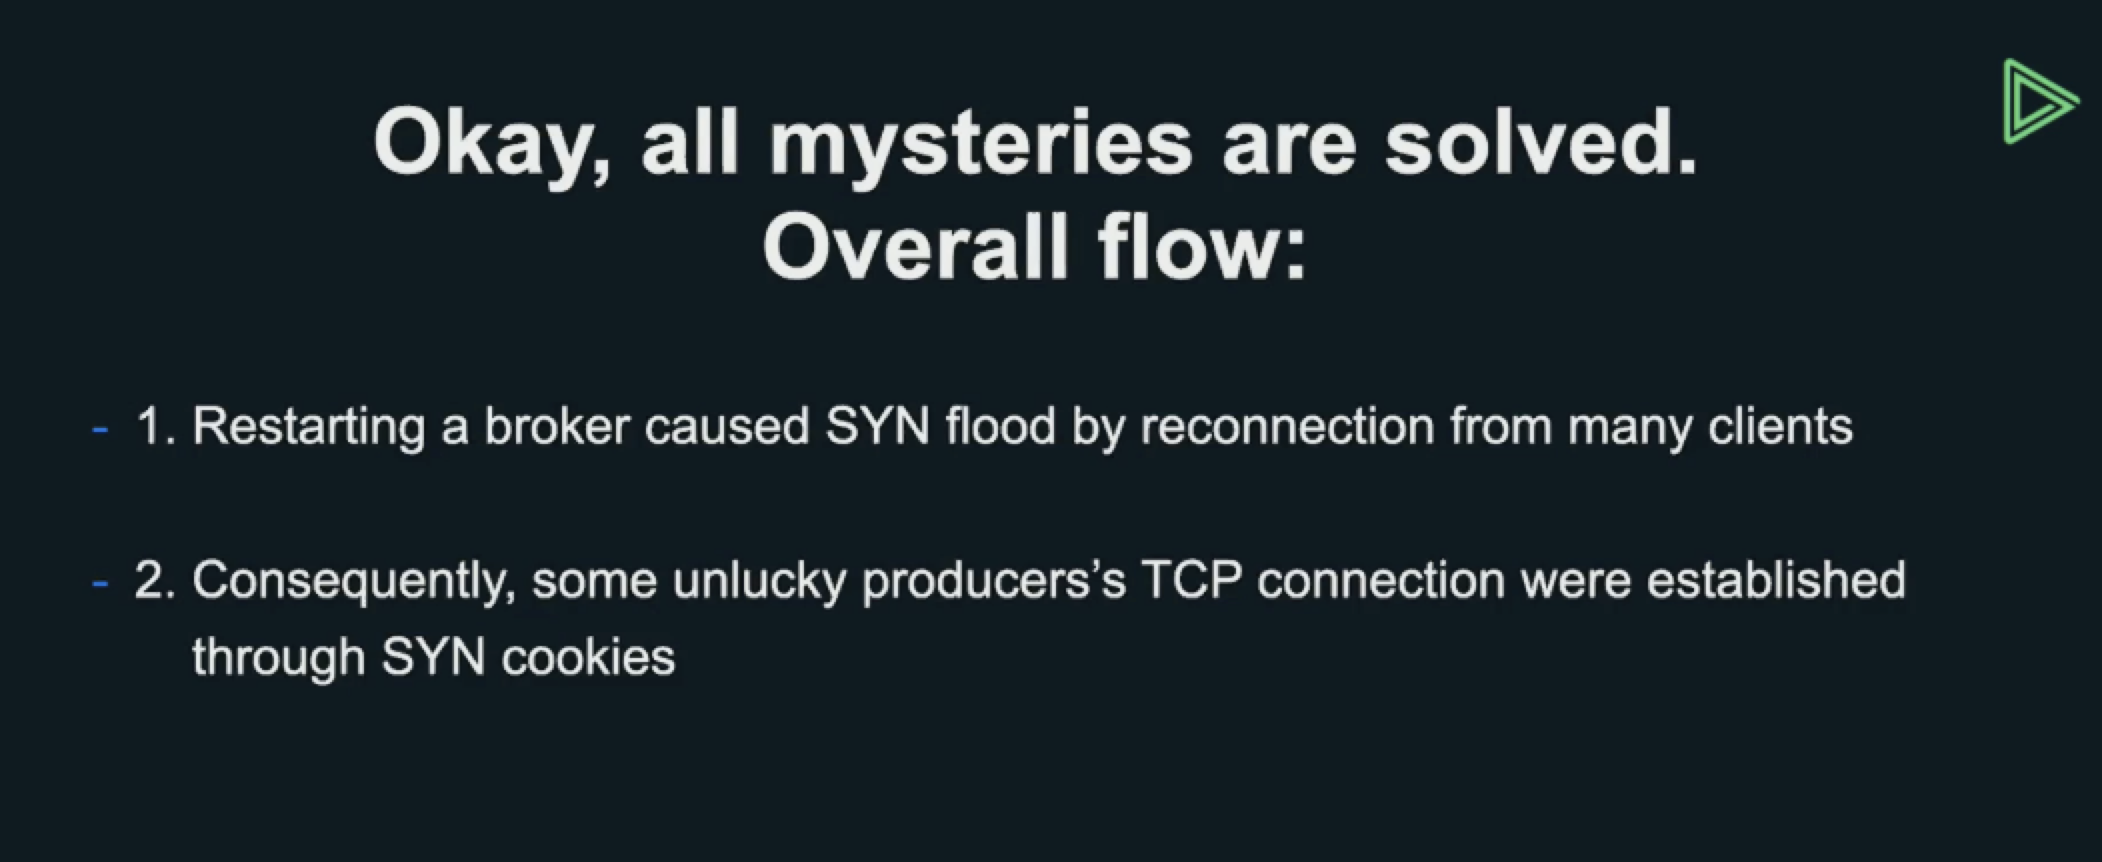 Okay, all mysteries are solved.
Overall flow:
- 1. Restarting a broker caused SYN flood by reconnection from many clients
- 2. Consequently, some unlucky producers’s TCP connection were established
through SYN cookies